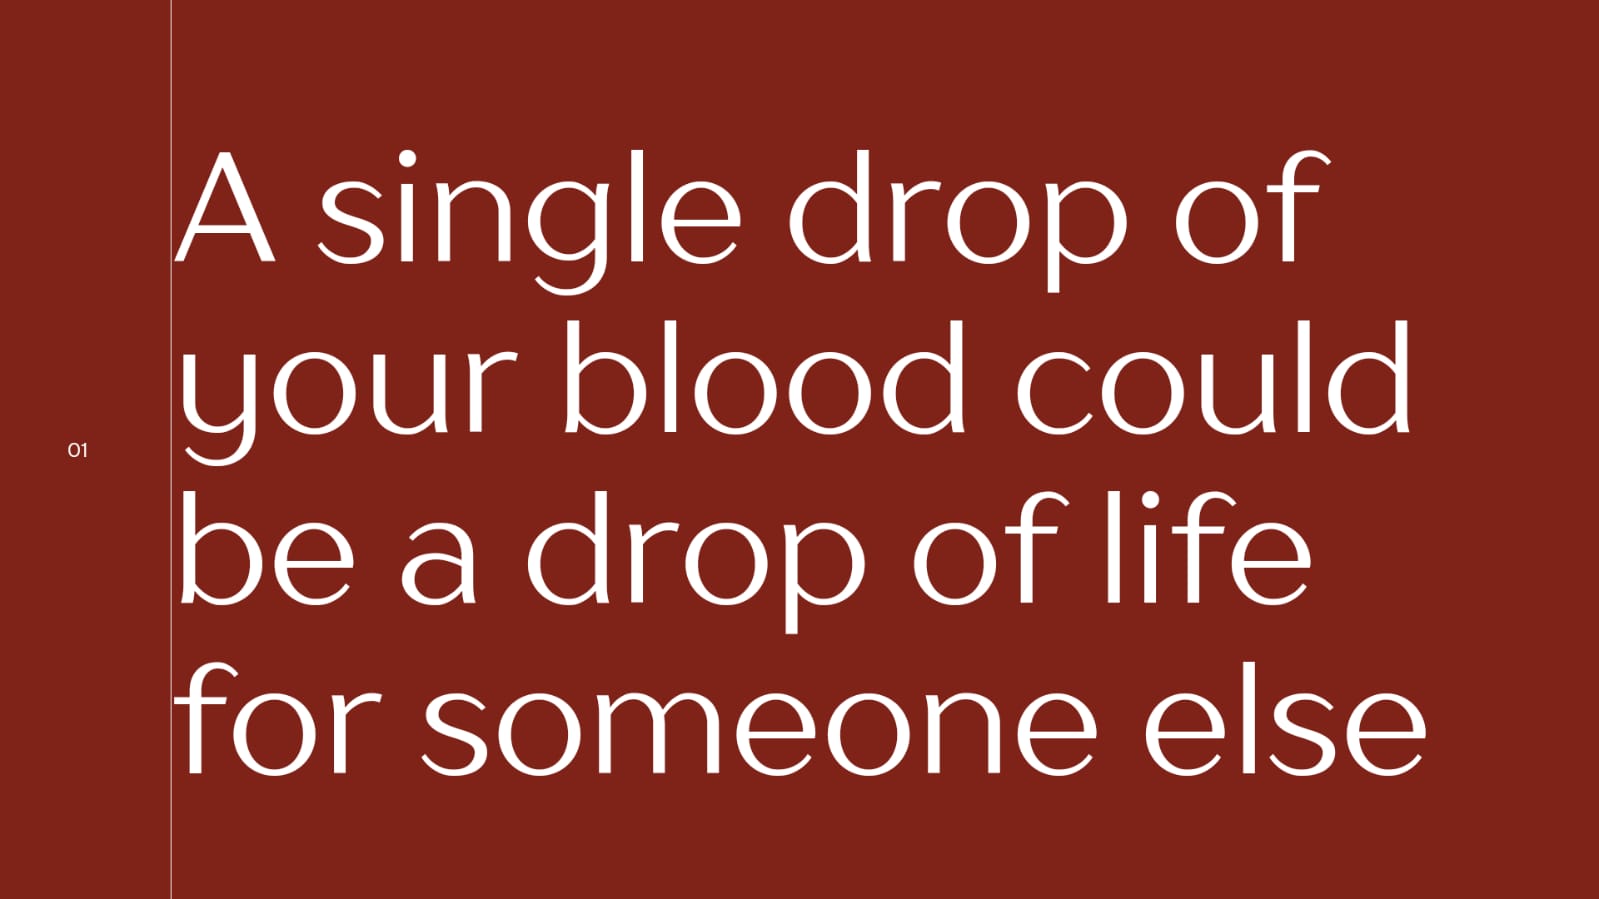 01
A single drop of
your blood could
be a drop of life
for someone else